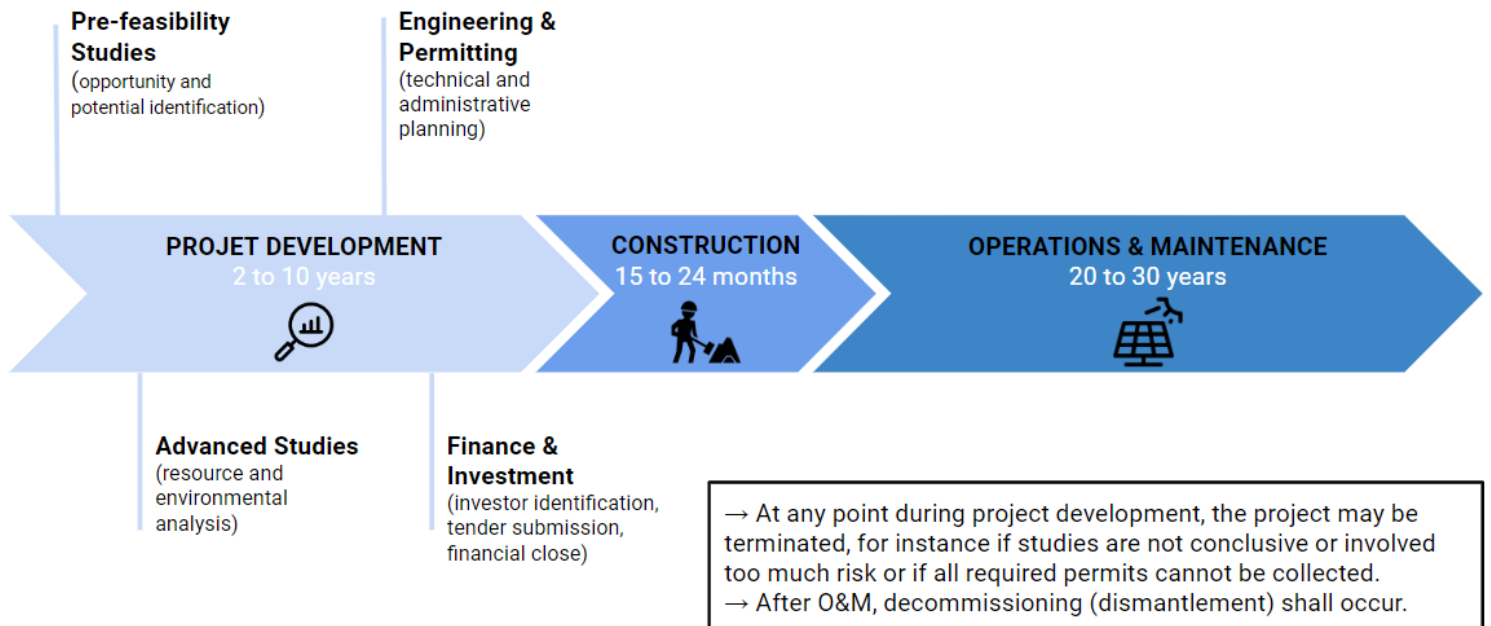 Pre-feasibility
Studies
(opportunity and
potential identification)
Engineering &
Permitting
(technical and
administrative
planning)
PROJET DEVELOPMENT
2 to 10 years
CONSTRUCTION
15 to 24 months
OPERATIONS & MAINTENANCE
20 to 30 years
Advanced Studies
(resource and
environmental
analysis)
Finance &
Investment
(investor identification,
tender submission,
financial close)
→ At any point during project development, the project may be
terminated, for instance if studies are not conclusive or involved
too much risk or if all required permits cannot be collected.
→ After O&M, decommissioning (dismantlement) shall occur.